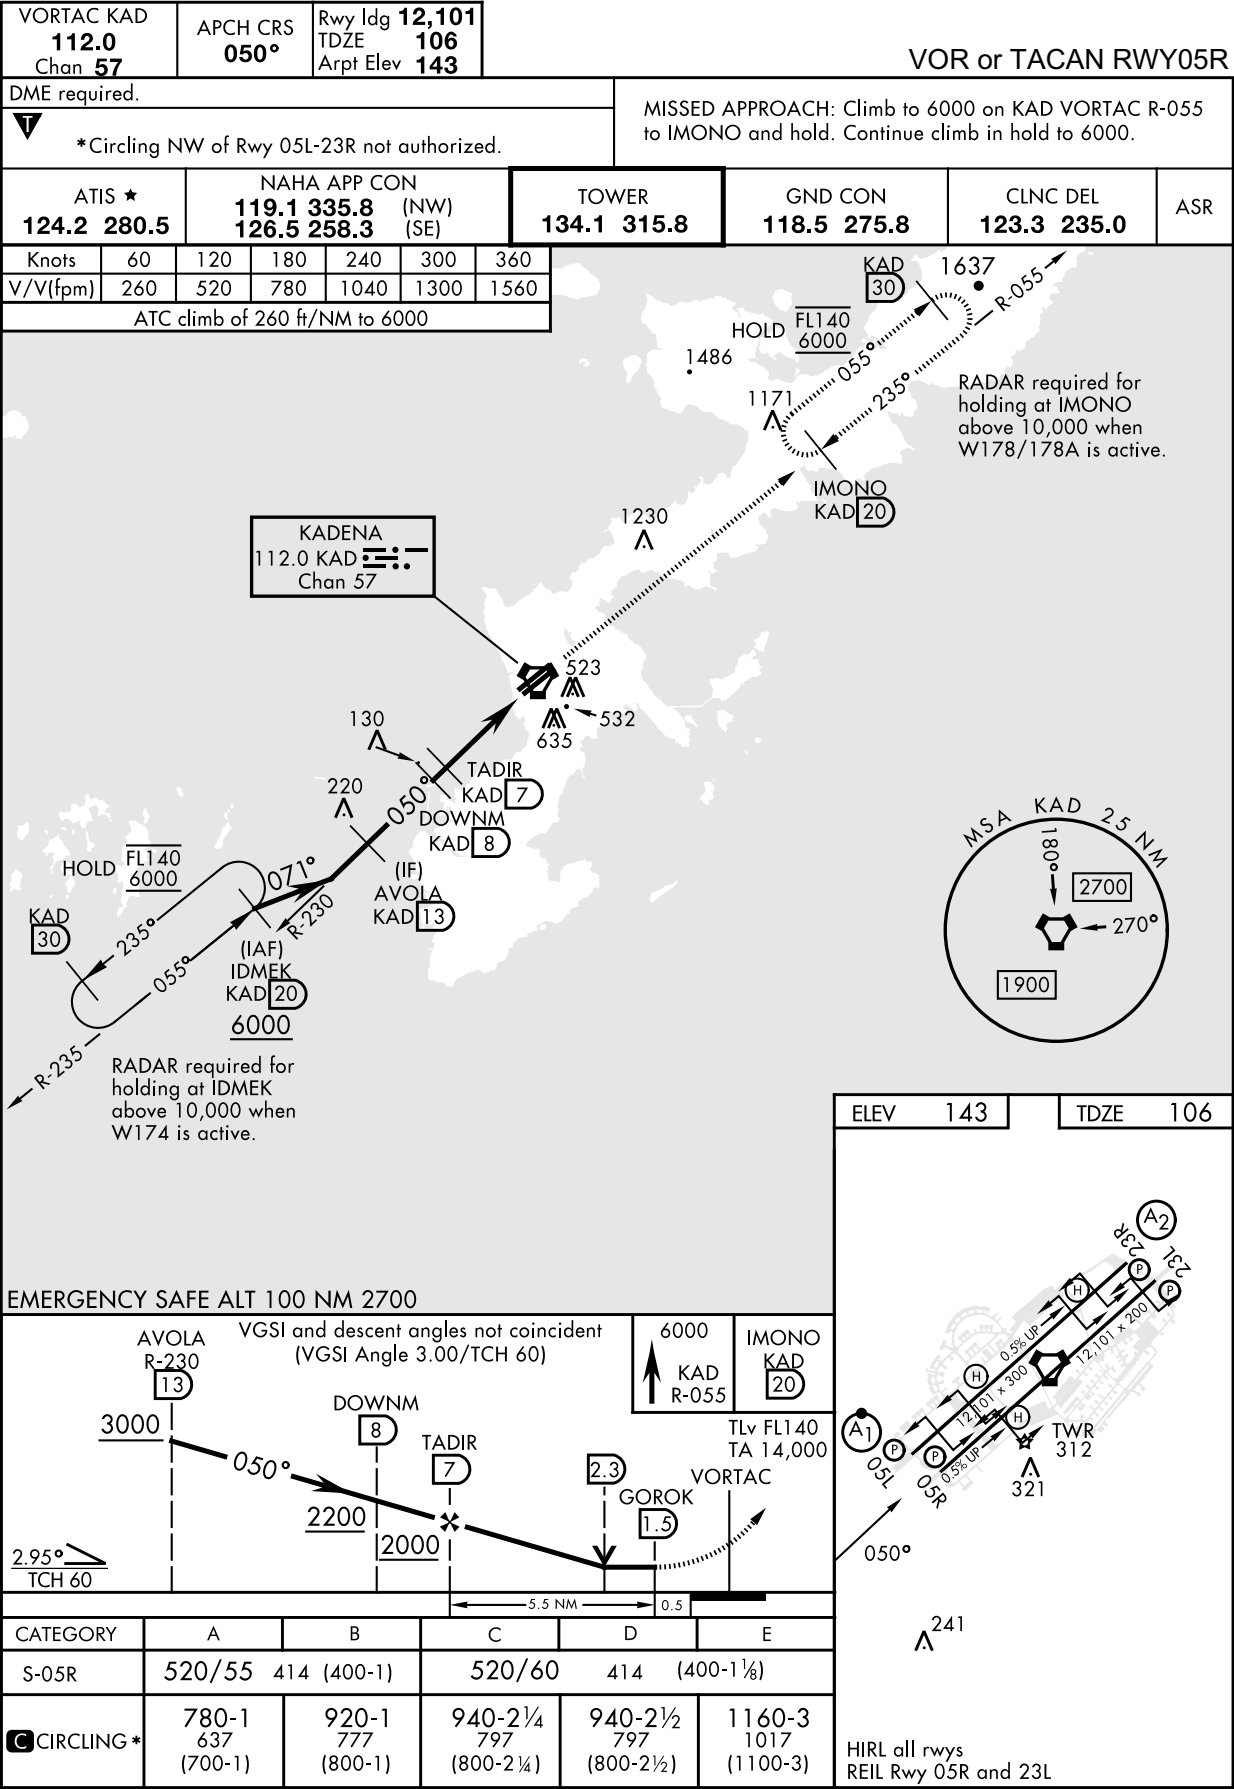 VORTAC KAD
112.0
Chan 57
APCH CRS
050°
Rwy ldg 12,101
TDZE 106
Arpt Elev 143
VOR or TACAN RWY05R
DME required.
T
*Circling NW of Rwy 05L-23R not authorized.
MISSED APPROACH: Climb to 6000 on KAD VORTAC R-055
to IMONO and hold. Continue climb in hold to 6000.
ATIS ★
124.2 280.5
NAHA APP CON
119.1 335.8 (NW)
126.5 258.3 (SE)
TOWER
134.1 315.8
GND CON
118.5 275.8
CLNC DEL
123.3 235.0
ASR
Knots 60 120 180 240 300 360
V/V(fpm) 260 520 780 1040 1300 1560
ATC climb of 260 ft/NM to 6000
KAD
30
1637
R-055
HOLD FL140
6000
055°
235°
1486
1171
RADAR required for
holding at IMONO
above 10,000 when
W178/178A is active.
IMONO
KAD 20
1230
KADENA
112.0 KAD
Chan 57
523
532
635
130
TADIR
KAD 7
220
050°
DOWNM
KAD 8
HOLD FL140
6000
071°
(IF)
AVOLA
KAD 13
R-230
KAD
30
235°
055°
(IAF)
IDMEK
KAD 20
6000
R-235
RADAR required for
holding at IDMEK
above 10,000 when
W174 is active.
MSA KAD 25 NM
180°
2700
270°
1900
ELEV 143
TDZE 106
A2
23R
23L
P
P
H
0.5% UP
12,101 x 200
H
12,101 x 300
H
A1
P
P
05L
05R
0.5% UP
TWR
312
321
050°
241
HIRL all rwys
REIL Rwy 05R and 23L
EMERGENCY SAFE ALT 100 NM 2700
AVOLA
R-230
13
VGSI and descent angles not coincident
(VGSI Angle 3.00/TCH 60)
6000
KAD
R-055
IMONO
KAD
20
DOWNM
8
3000
TADIR
7
TLv FL140
TA 14,000
050°
2.3
VORTAC
GOROK
1.5
2200
2000
2.95°
TCH 60
5.5 NM
0.5
CATEGORY A B C D E
S-05R 520/55 414 (400-1) 520/60 414 (400-1⅛)
C CIRCLING * 780-1 920-1 940-2¼ 940-2½ 1160-3
637 777 797 797 1017
(700-1) (800-1) (800-2¼) (800-2½) (1100-3)